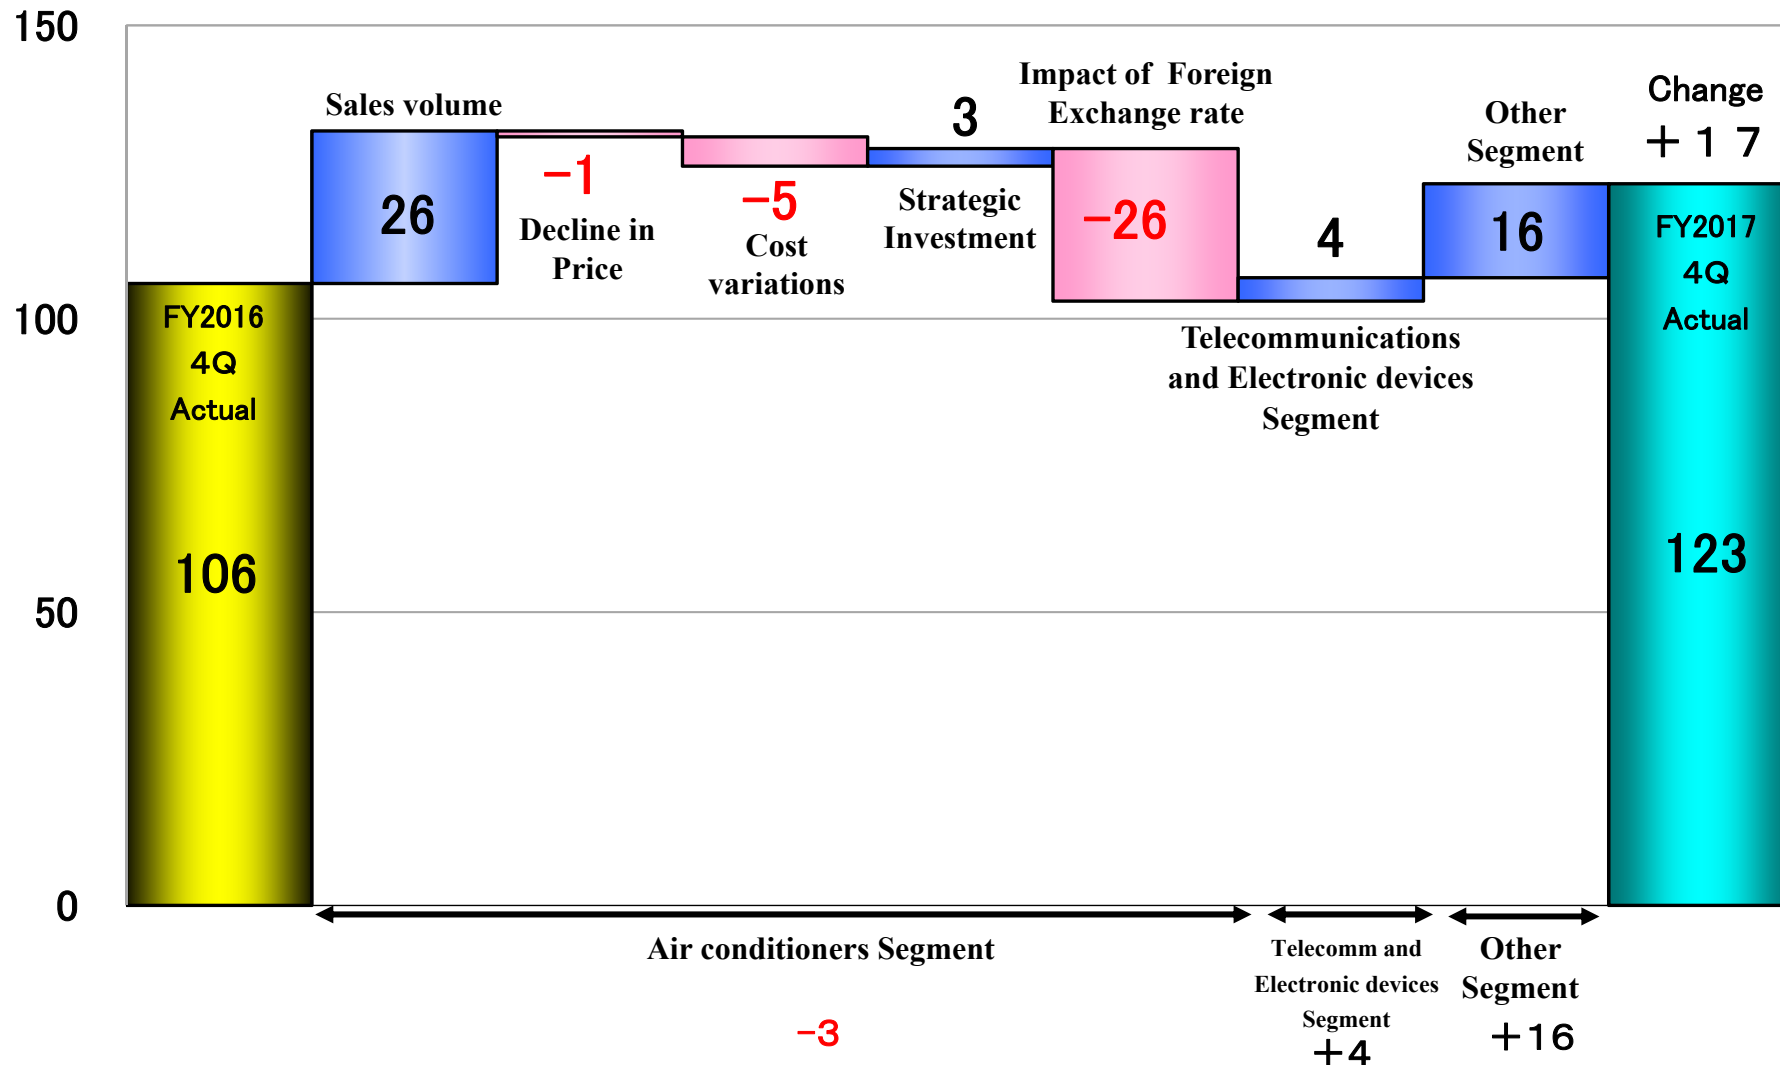 150
100
50
0
FY2016
4Q
Actual
106
Sales volume
26
−1
Decline in
Price
−5
Cost
variations
3
Strategic
Investment
Impact of Foreign
Exchange rate
−26
4
Telecommunications
and Electronic devices
Segment
Other
Segment
16
Change
＋１７
FY2017
4Q
Actual
123
Air conditioners Segment
−3
Telecomm and
Electronic devices
Segment
＋4
Other
Segment
＋16